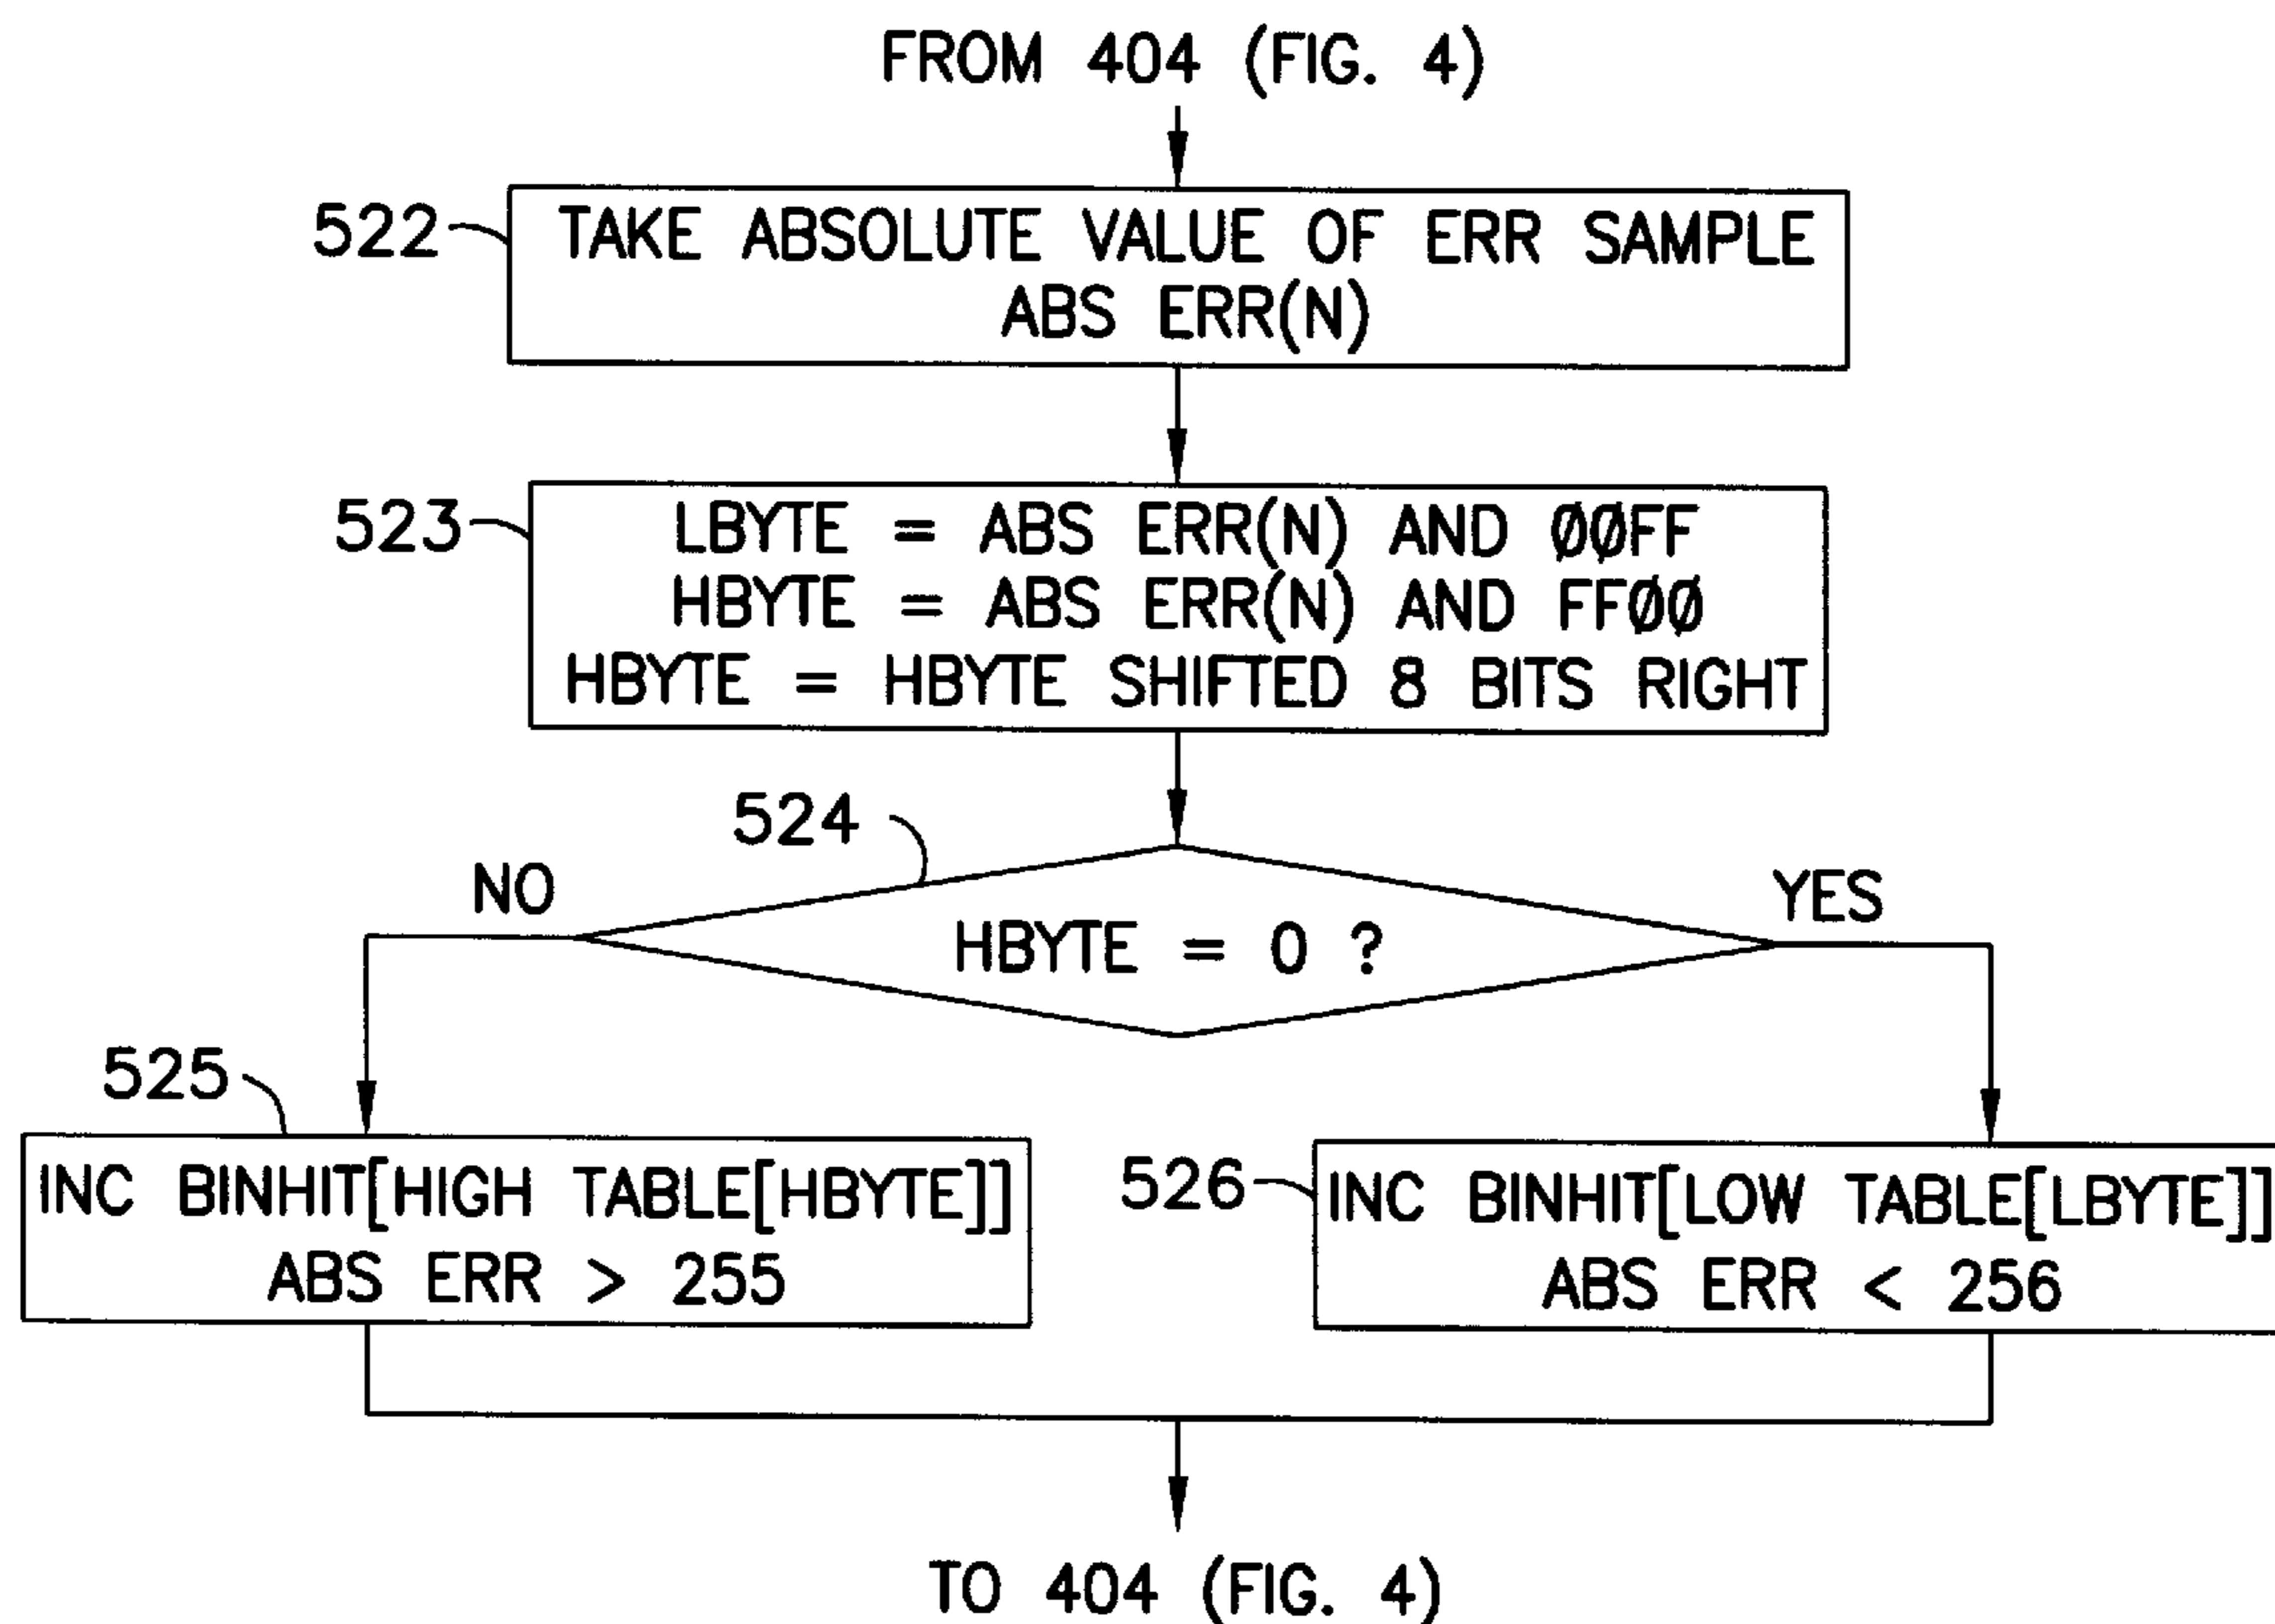 FROM 404 (FIG. 4)
522
TAKE ABSOLUTE VALUE OF ERR SAMPLE
ABS ERR(N)
523
LBYTE = ABS ERR(N) AND ØØFF
HBYTE = ABS ERR(N) AND FFØØ
HBYTE = HBYTE SHIFTED 8 BITS RIGHT
524
NO
YES
HBYTE = 0 ?
525
INC BINHIT[HIGH TABLE[HBYTE]]
ABS ERR > 255
526
INC BINHIT[LOW TABLE[LBYTE]]
ABS ERR < 256
TO 404 (FIG. 4)